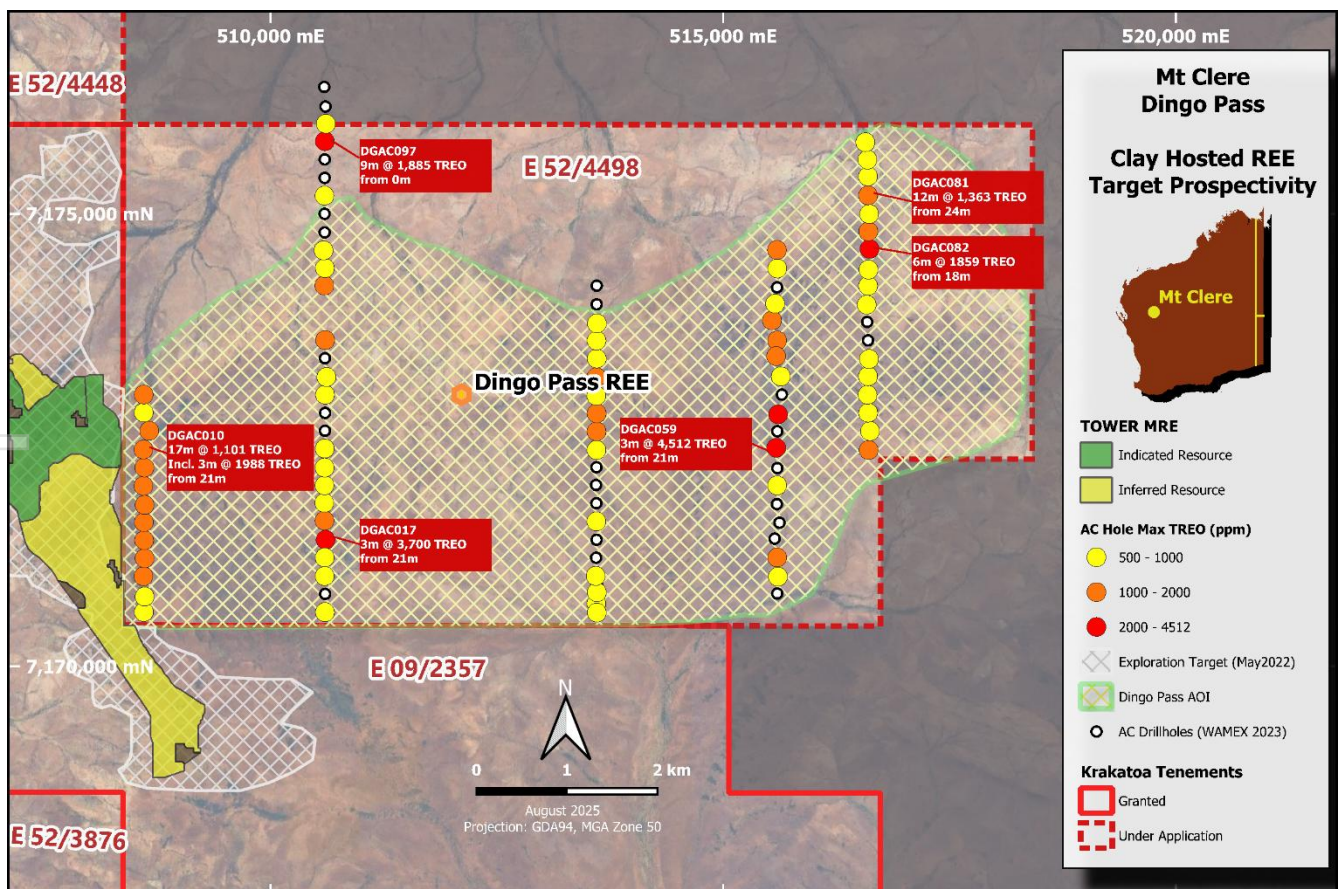 510,000 mE
515,000 mE
520,000 mE
E 52/4448
E 52/4498
7,175,000 mN
DGAC097
9m @ 1,885 TREO
from 0m
DGAC081
12m @ 1,363 TREO
from 24m
DGAC082
6m @ 1859 TREO
from 18m
Dingo Pass REE
DGAC010
17m @ 1,101 TREO
Incl. 3m @ 1988 TREO
from 21m
DGAC059
3m @ 4,512 TREO
from 21m
DGAC017
3m @ 3,700 TREO
from 21m
7,170,000 mN
E 09/2357
E 52/3876
N
0 1 2 km
August 2025
Projection: GDA94, MGA Zone 50
Mt Clere
Dingo Pass
Clay Hosted REE
Target Prospectivity
Mt Clere
TOWER MRE
Indicated Resource
Inferred Resource
AC Hole Max TREO (ppm)
500 - 1000
1000 - 2000
2000 - 4512
Exploration Target (May2022)
Dingo Pass AOI
AC Drillholes (WAMEX 2023)
Krakatoa Tenements
Granted
Under Application